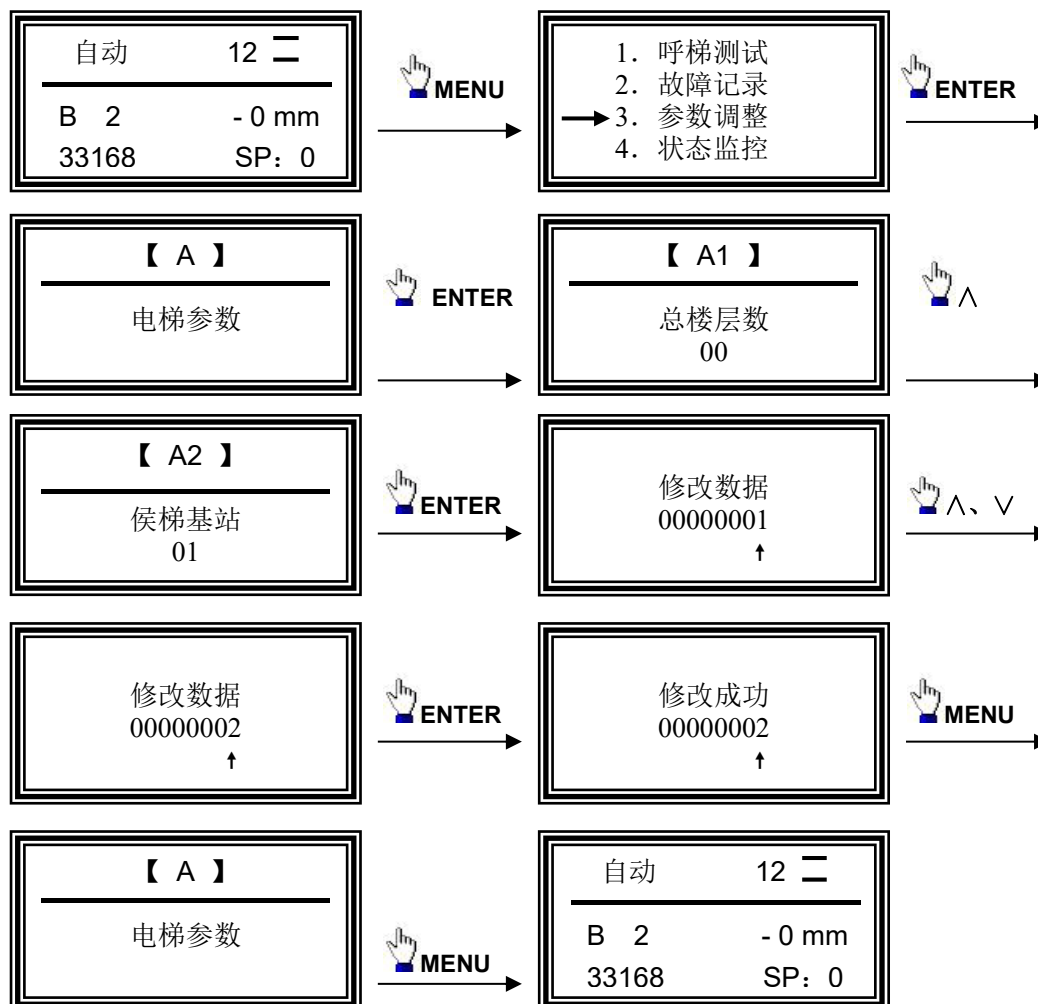 自动 12
B 2 - 0 mm
33168 SP：0
MENU
1．呼梯测试
2．故障记录
3．参数调整
4．状态监控
ENTER
【 A 】
电梯参数
ENTER
【 A1 】
总楼层数
00
∧
【 A2 】
侯梯基站
01
ENTER
修改数据
00000001
∧、∨
修改数据
00000002
ENTER
修改成功
00000002
MENU
【 A 】
电梯参数
MENU
自动 12
B 2 - 0 mm
33168 SP：0